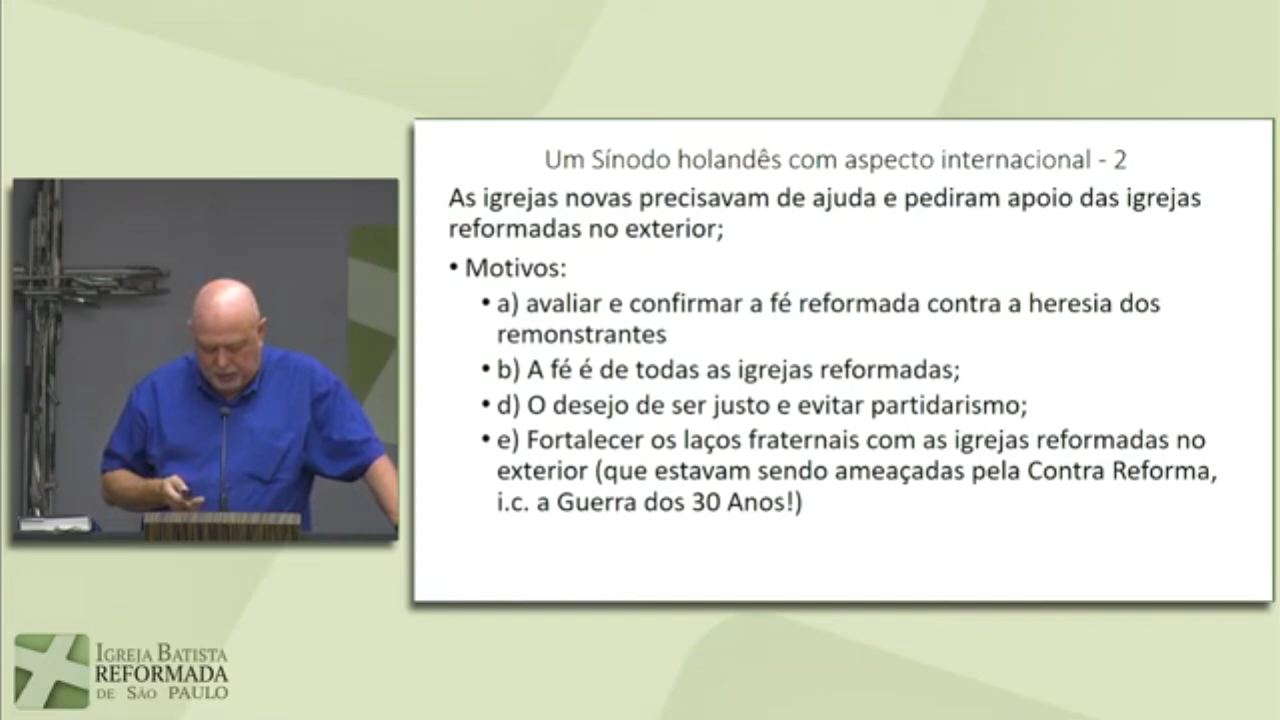 Um Sínodo holandês com aspecto internacional - 2
As igrejas novas precisavam de ajuda e pediram apoio das igrejas
reformadas no exterior;
• Motivos:
• a) avaliar e confirmar a fé reformada contra a heresia dos
remonstrantes
• b) A fé é de todas as igrejas reformadas;
• d) O desejo de ser justo e evitar partidarismo;
• e) Fortalecer os laços fraternais com as igrejas reformadas no
exterior (que estavam sendo ameaçadas pela Contra Reforma,
i.c. a Guerra dos 30 Anos!)
IGREJA BATISTA
REFORMADA
DE SÃO PAULO